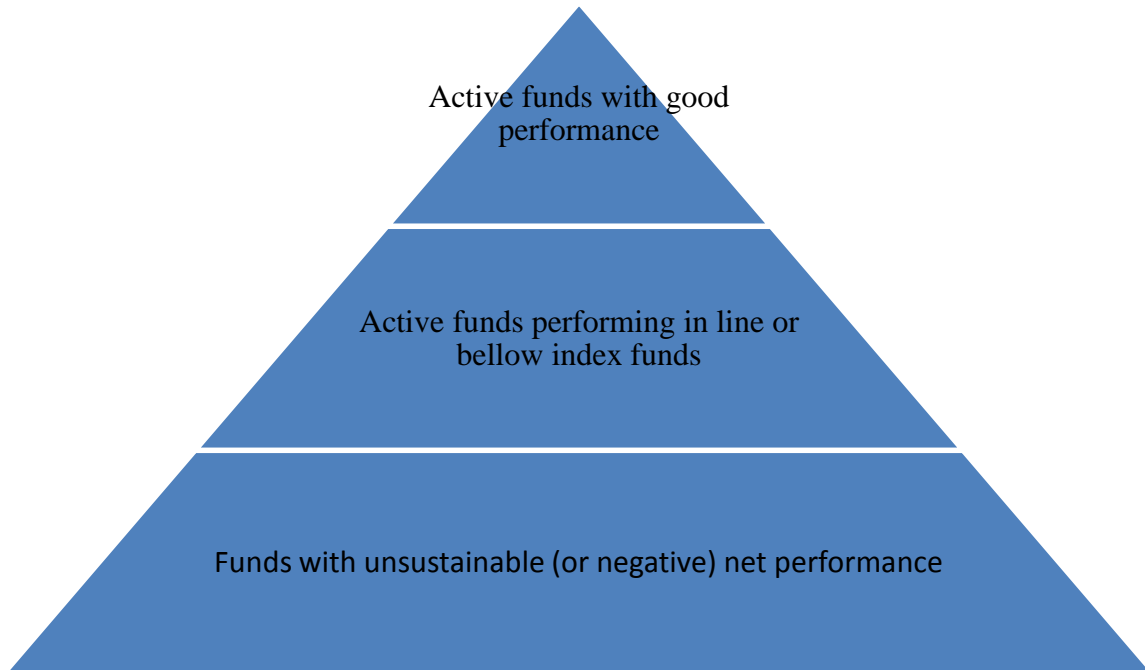 Active funds with good
performance
Active funds performing in line or
bellow index funds
Funds with unsustainable (or negative) net performance